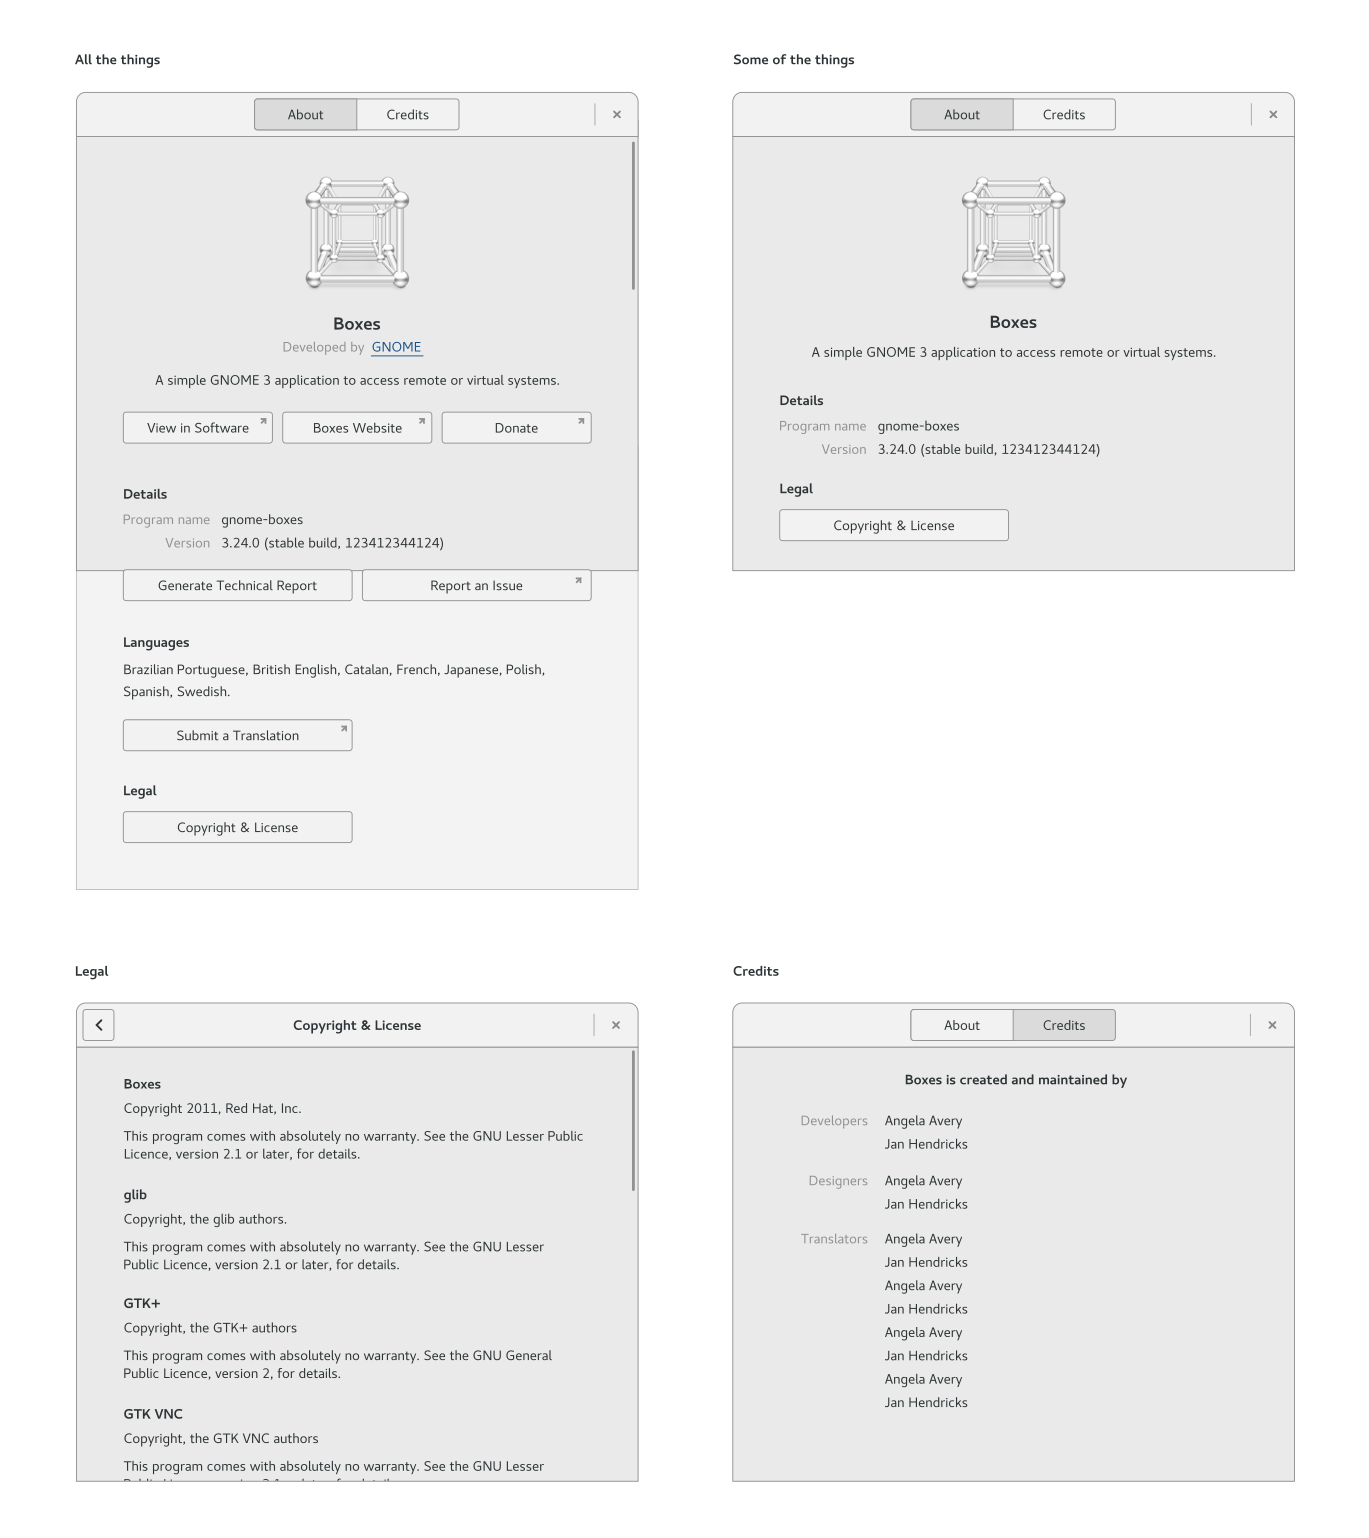 All the things
About
Credits
Boxes
Developed by GNOME
A simple GNOME 3 application to access remote or virtual systems.
View in Software
Boxes Website
Donate
Details
Program name gnome-boxes
Version 3.24.0 (stable build, 123412344124)
Generate Technical Report
Report an Issue
Languages
Brazilian Portuguese, British English, Catalan, French, Japanese, Polish,
Spanish, Swedish.
Submit a Translation
Legal
Copyright & License
Some of the things
About
Credits
Boxes
A simple GNOME 3 application to access remote or virtual systems.
Details
Program name gnome-boxes
Version 3.24.0 (stable build, 123412344124)
Legal
Copyright & License
Legal
Copyright & License
Boxes
Copyright 2011, Red Hat, Inc.
This program comes with absolutely no warranty. See the GNU Lesser Public
Licence, version 2.1 or later, for details.
glib
Copyright, the glib authors.
This program comes with absolutely no warranty. See the GNU Lesser
Public Licence, version 2.1 or later, for details.
GTK+
Copyright, the GTK+ authors
This program comes with absolutely no warranty. See the GNU General
Public Licence, version 2, for details.
GTK VNC
Copyright, the GTK VNC authors
This program comes with absolutely no warranty. See the GNU Lesser
Credits
About
Credits
Boxes is created and maintained by
Developers Angela Avery
Jan Hendricks
Designers Angela Avery
Jan Hendricks
Translators Angela Avery
Jan Hendricks
Angela Avery
Jan Hendricks
Angela Avery
Jan Hendricks
Angela Avery
Jan Hendricks